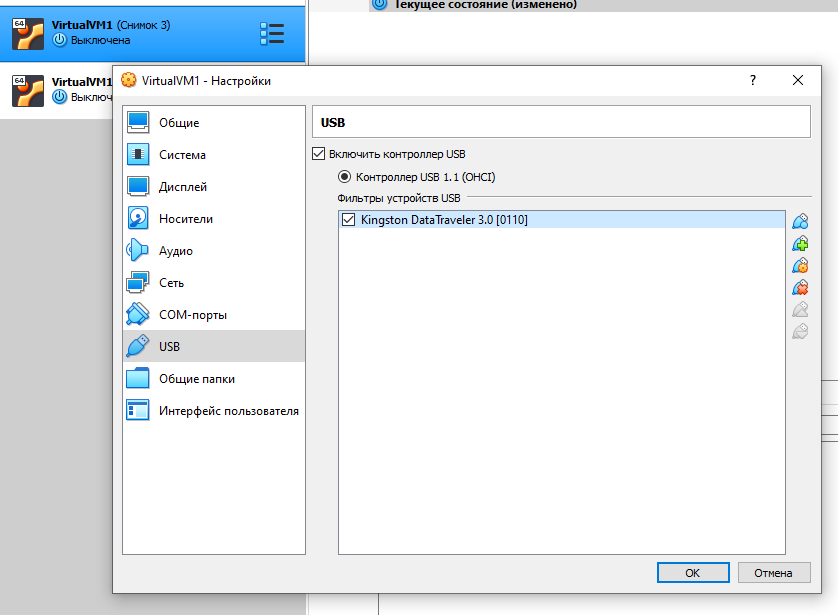 Текущее состояние (изменено)
64
VirtualVM1 (Снимок 3)
Выключена
64
VirtualVM1
Выключ
VirtualVM1 - Настройки
?
Общие
Система
Дисплей
Носители
Аудио
Сеть
COM-порты
USB
Общие папки
Интерфейс пользователя
USB
Включить контроллер USB
Контроллер USB 1.1 (OHCI)
Фильтры устройств USB
Kingston DataTraveler 3.0 [0110]
OK
Отмена